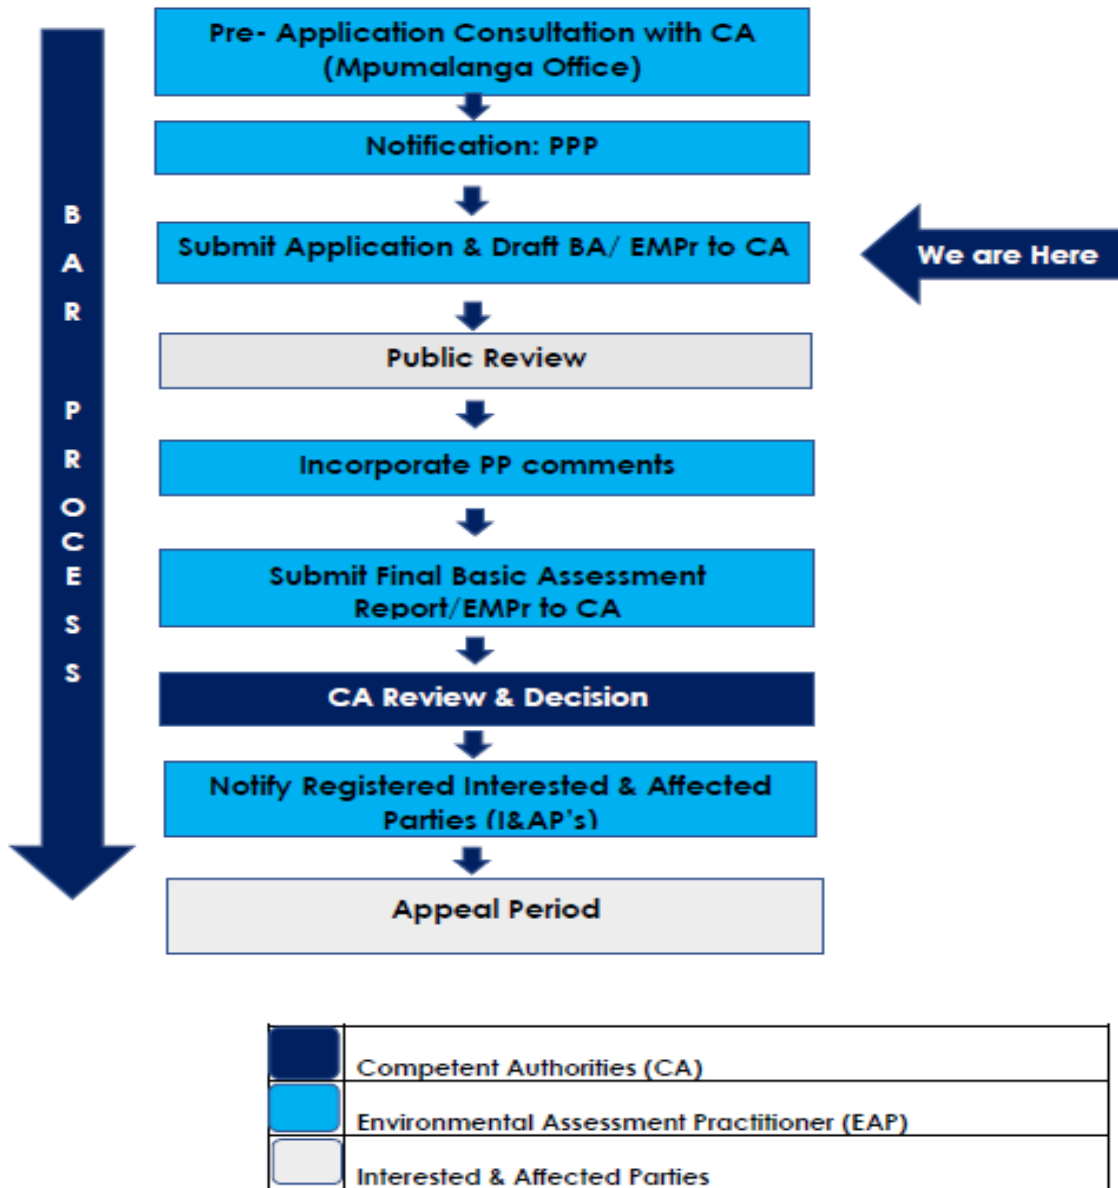 Pre- Application Consultation with CA
(Mpumalanga Office)
Notification: PPP
Submit Application & Draft BA/ EMPr to CA
We are Here
Public Review
Incorporate PP comments
Submit Final Basic Assessment
Report/EMPr to CA
CA Review & Decision
Notify Registered Interested & Affected
Parties (I&AP's)
Appeal Period
BAR PROCESS
Competent Authorities (CA)
Environmental Assessment Practitioner (EAP)
Interested & Affected Parties